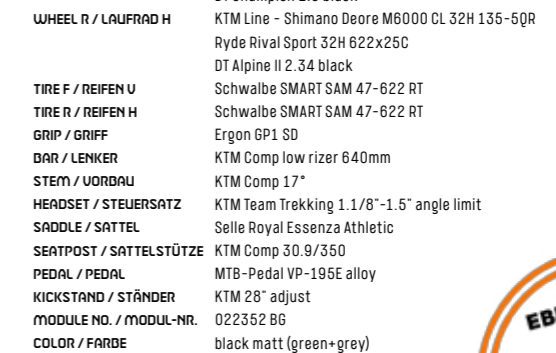 WHEEL R / LAUFRAD H KTM Line - Shimano Deore M6000 CL 32H 135-5QR
Ryde Rival Sport 32H 622x25C
DT Alpine II 2.34 black
TIRE F / REIFEN V Schwalbe SMART SAM 47-622 RT
TIRE R / REIFEN H Schwalbe SMART SAM 47-622 RT
GRIP / GRIFF Ergon GP1 SD
BAR / LENKER KTM Comp low rizer 640mm
STEM / VORBAU KTM Comp 17°
HEADSET / STEUERSATZ KTM Team Trekking 1.1/8"-1.5" angle limit
SADDLE / SATTEL Selle Royal Essenza Athletic
SEATPOST / SATTELSTÜTZE KTM Comp 30.9/350
PEDAL / PEDAL MTB-Pedal VP-195E alloy
KICKSTAND / STÄNDER KTM 28" adjust
MODULE NO. / MODUL-NR. 022352 BG
COLOR / FARBE black matt (green+grey)